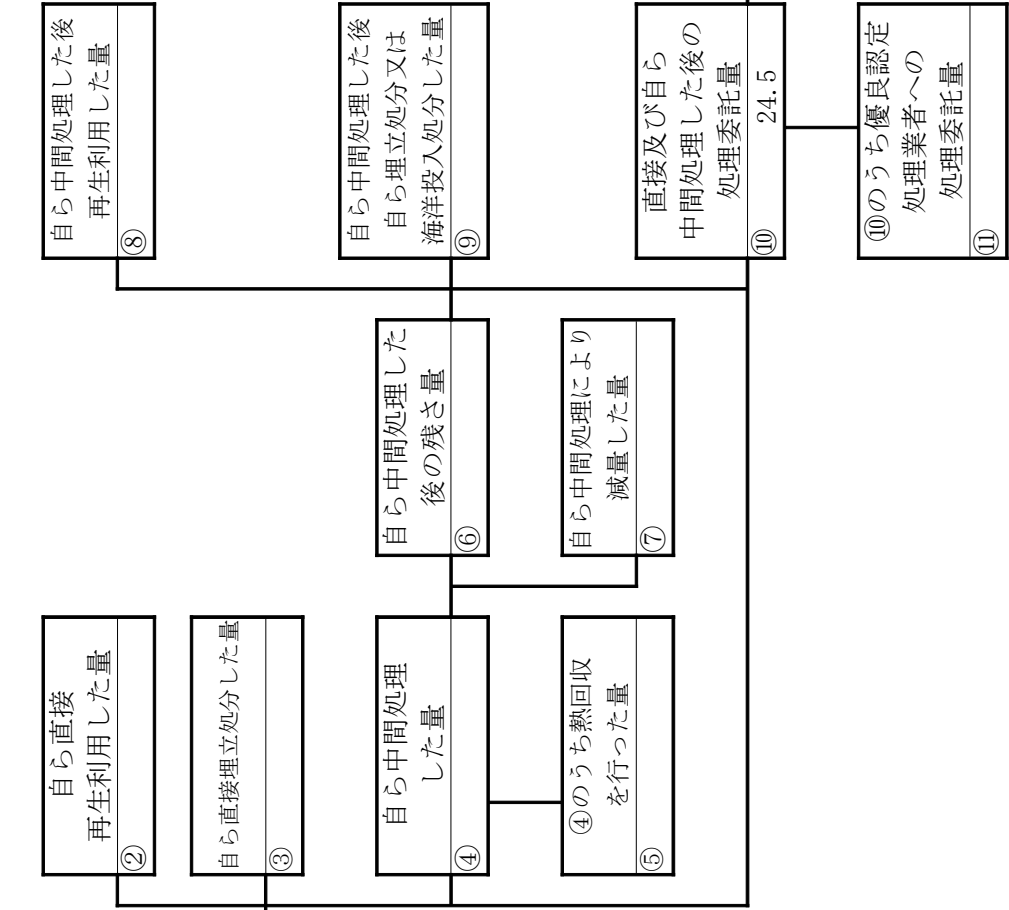 自ら直接
再生利用した量
②
自ら直接埋立処分した量
③
自ら中間処理
した量
④
④のうち熱回収
を行った量
⑤
自ら中間処理した
後の残さ量
⑥
自ら中間処理により
減量した量
⑦
自ら中間処理した後
再生利用した量
⑧
自ら中間処理した後
自ら埋立処分又は
海洋投入処分した量
⑨
直接及び自ら
中間処理した後の
処理委託量
⑩ 24.5
⑩のうち優良認定
処理業者への
処理委託量
⑪